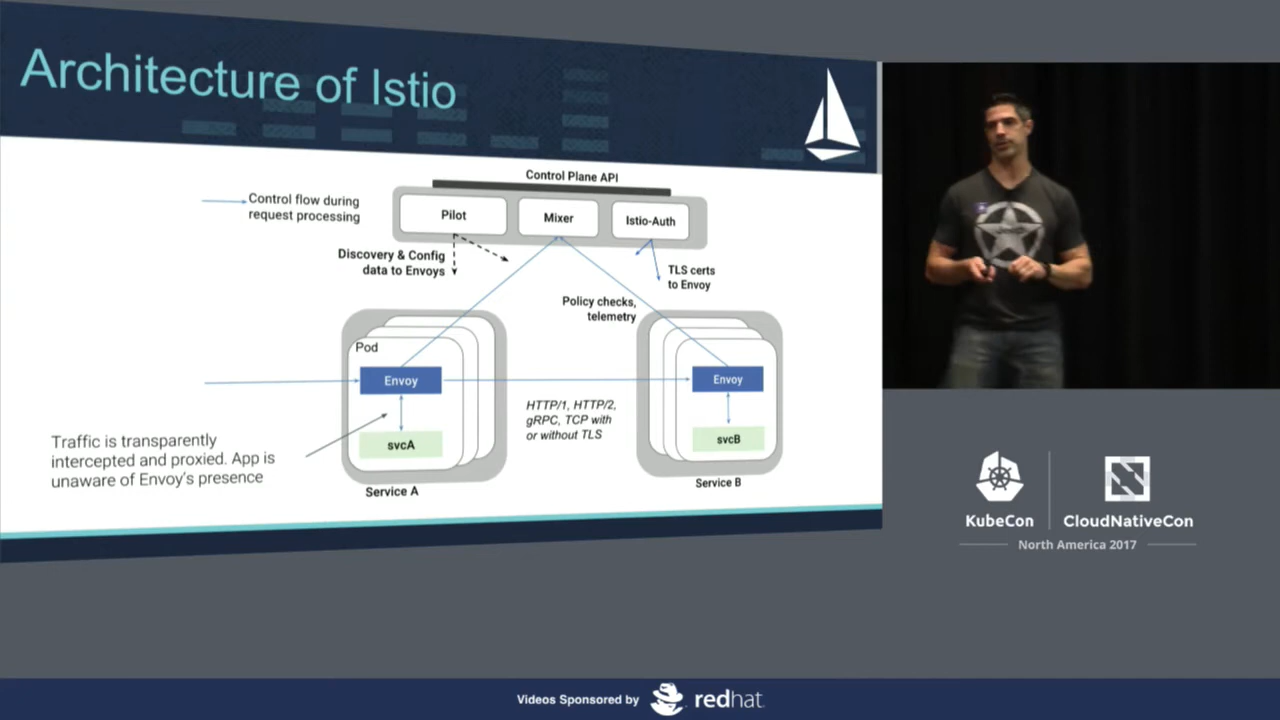 Architecture of Istio
Control Plane API
Control flow during
request processing
Pilot
Mixer
Istio-Auth
Discovery & Config
data to Envoys
TLS certs
to Envoy
Policy checks,
telemetry
Pod
Envoy
Envoy
HTTP/1, HTTP/2,
gRPC, TCP with
or without TLS
svcA
svcB
Traffic is transparently
intercepted and proxied. App is
unaware of Envoy's presence
Service A
Service B
KubeCon
CloudNativeCon
North America 2017
Videos Sponsored by
redhat